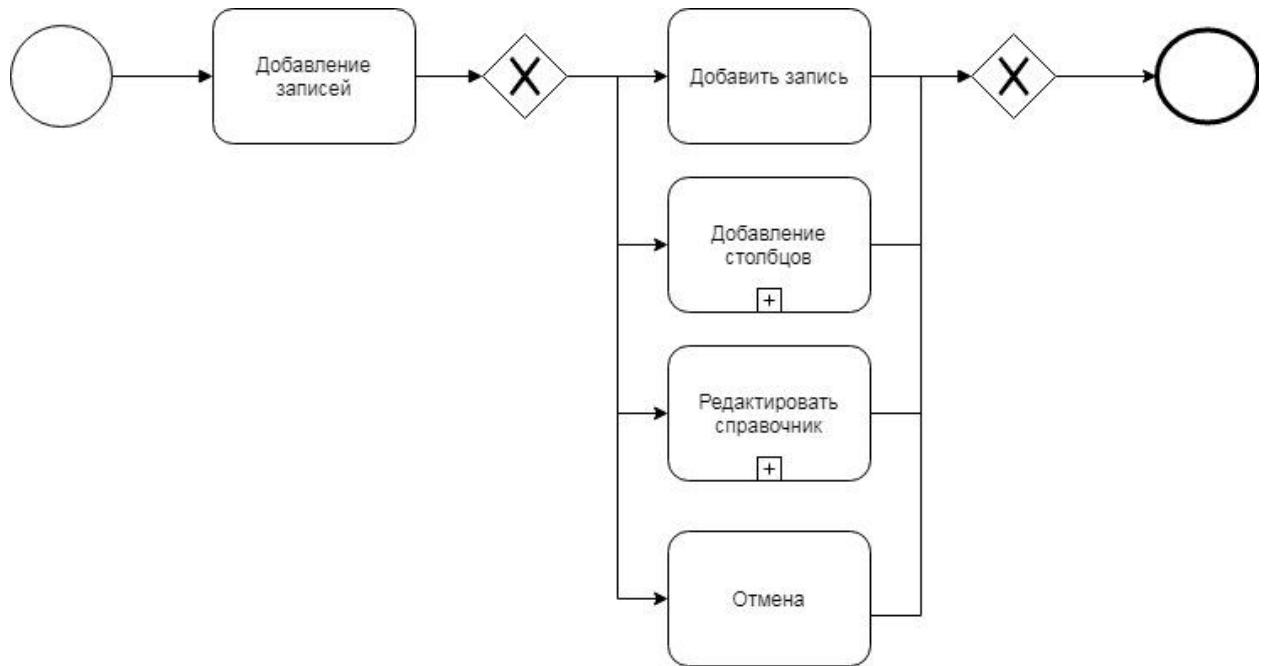 Добавление
записей
Добавить запись
Добавление
столбцов
Редактировать
справочник
Отмена